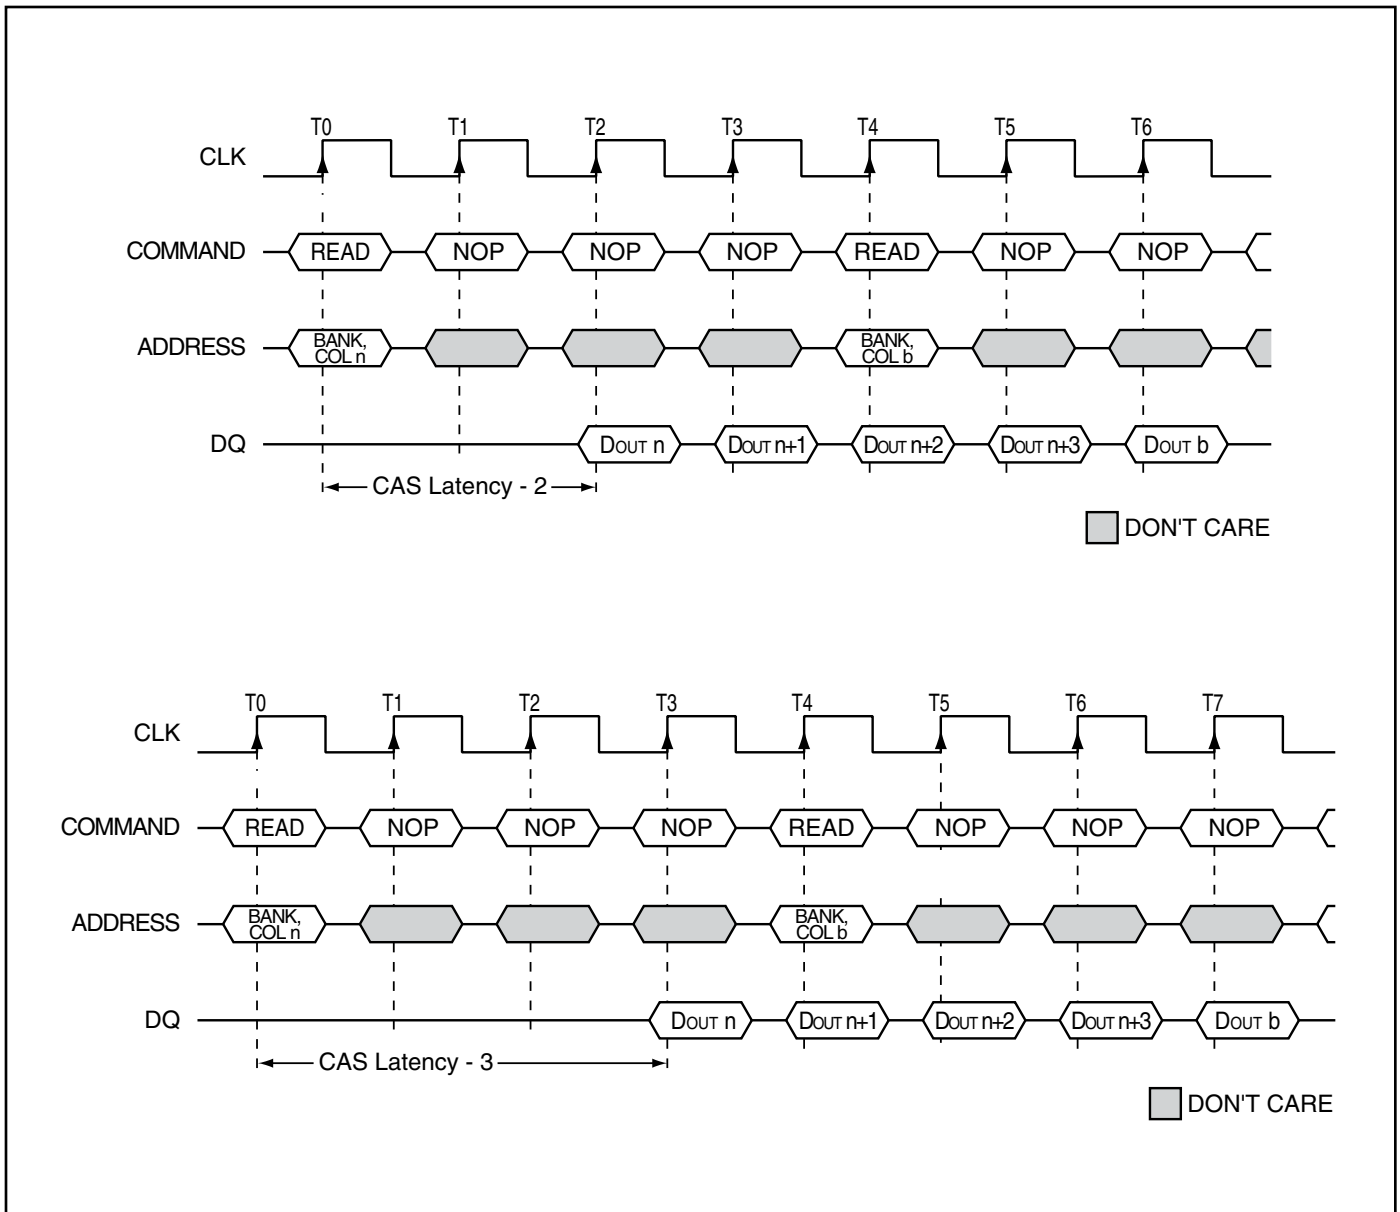 T0 T1 T2 T3 T4 T5 T6
CLK
COMMAND READ NOP NOP NOP READ NOP NOP
ADDRESS BANK, COL n BANK, COL b
DQ DOUT n DOUT n+1 DOUT n+2 DOUT n+3 DOUT b
CAS Latency - 2
DON'T CARE
T0 T1 T2 T3 T4 T5 T6 T7
CLK
COMMAND READ NOP NOP NOP READ NOP NOP NOP
ADDRESS BANK, COL n BANK, COL b
DQ DOUT n DOUT n+1 DOUT n+2 DOUT n+3 DOUT b
CAS Latency - 3
DON'T CARE